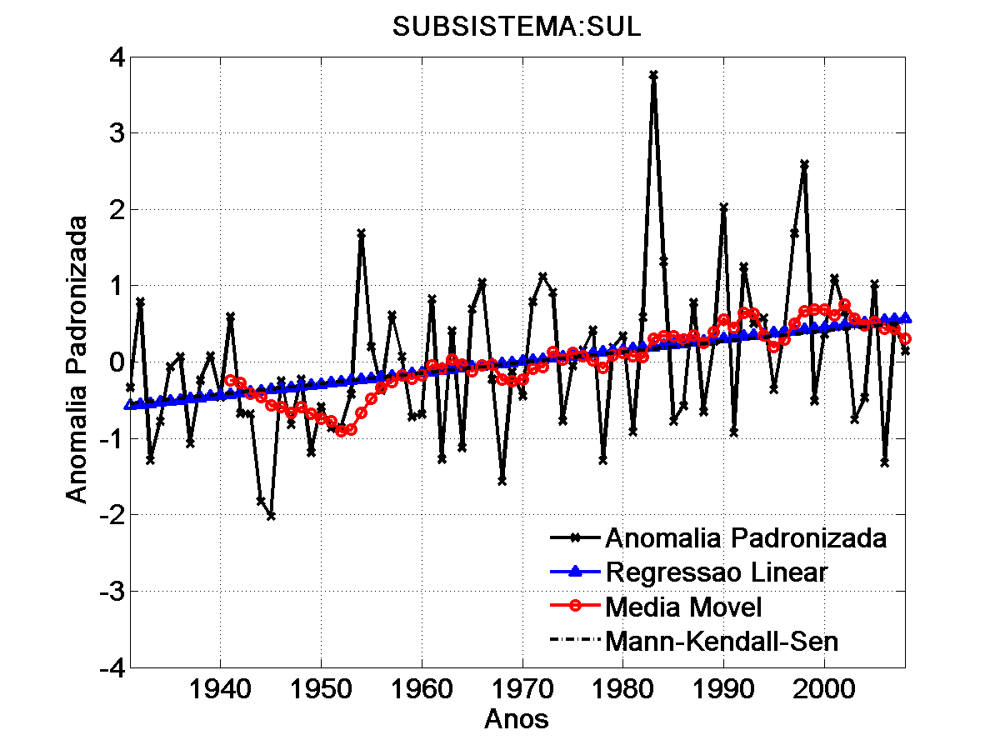 SUBSISTEMA:SUL
Anomalia Padronizada
4
3
2
1
0
-1
-2
-3
-4
Anomalia Padronizada
Regressao Linear
Media Movel
Mann-Kendall-Sen
1940 1950 1960 1970 1980 1990 2000
Anos